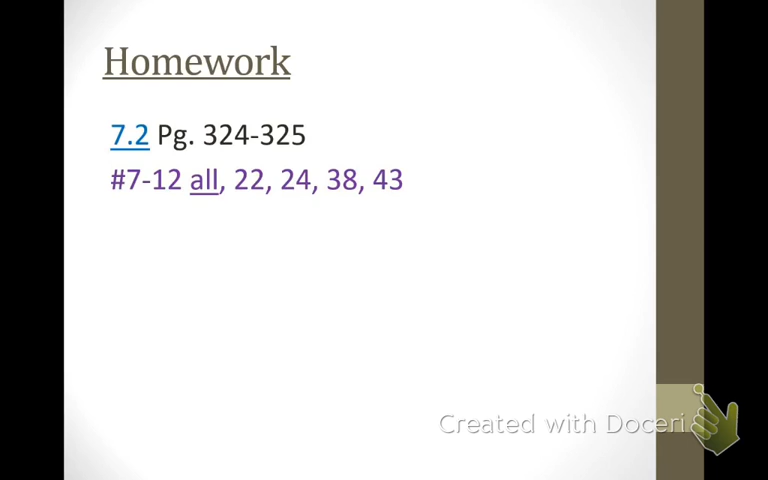 Homework
7.2 Pg. 324-325
#7-12 all, 22, 24, 38, 43
Created with Doceri